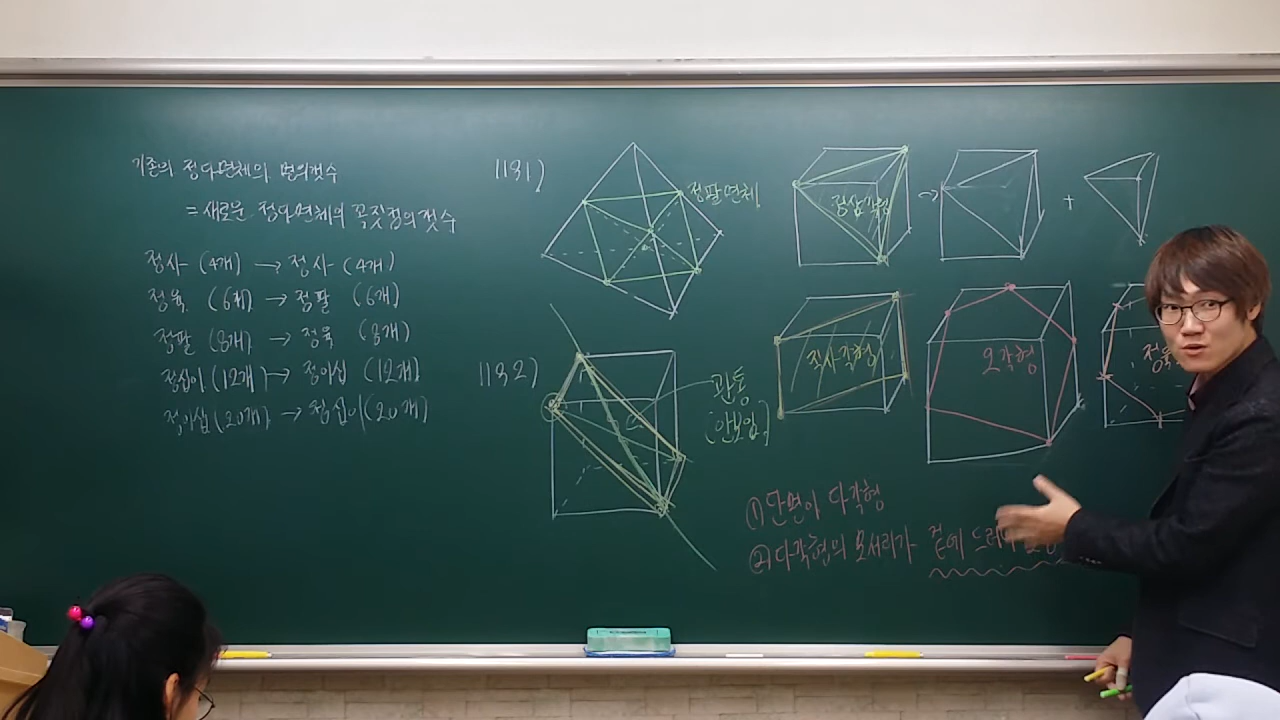 기존의 정다면체의 면의갯수
= 새로운 정다면체의 꼭짓점의갯수
정사 (4개) → 정사 (4개)
정육 (6개) → 정팔 (6개)
정팔 (8개) → 정육 (8개)
정십이 (12개) → 정이십 (12개)
정이십 (20개) → 정십이 (20개)
1131)
정팔면체
1132)
관통
(안보임)
정삼각형
→
+
직사각형
오각형
정육
① 단면이 다각형
② 다각형의 모서리가 겉에